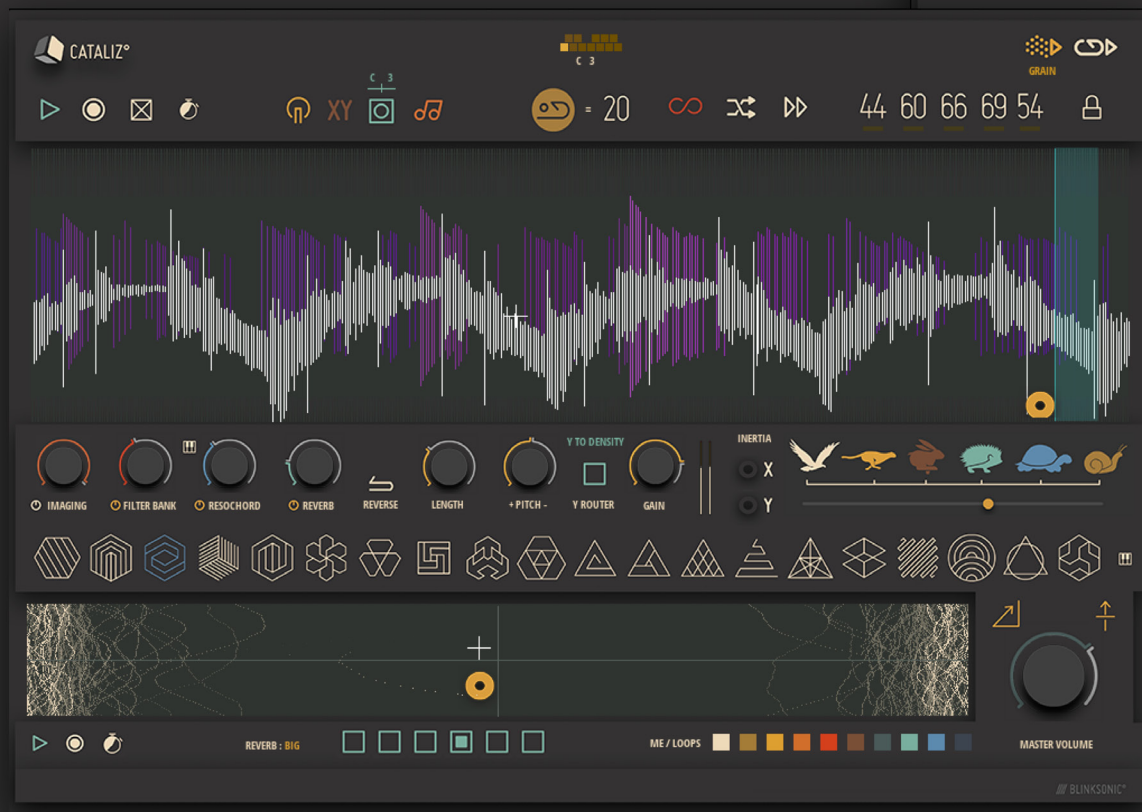 CATALIZ°
C 3
GRAIN
C 3
XY
= 20
44 60 66 69 54
Y TO DENSITY
INERTIA
X
IMAGING
FILTER BANK
RESOCHORD
REVERB
REVERSE
LENGTH
+ PITCH -
Y ROUTER
GAIN
Y
REVERB : BIG
ME / LOOPS
MASTER VOLUME
BLINKSONIC°